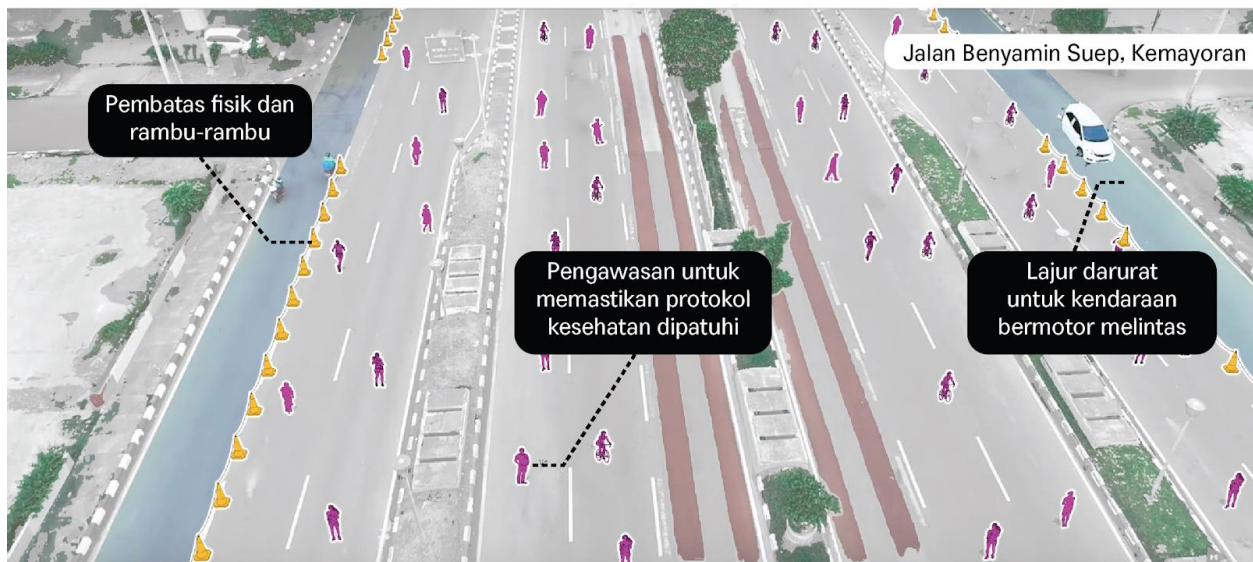 Jalan Benyamin Suep, Kemayoran
Pembatas fisik dan
rambu-rambu
Pengawasan untuk
memastikan protokol
kesehatan dipatuhi
Lajur darurat
untuk kendaraan
bermotor melintas